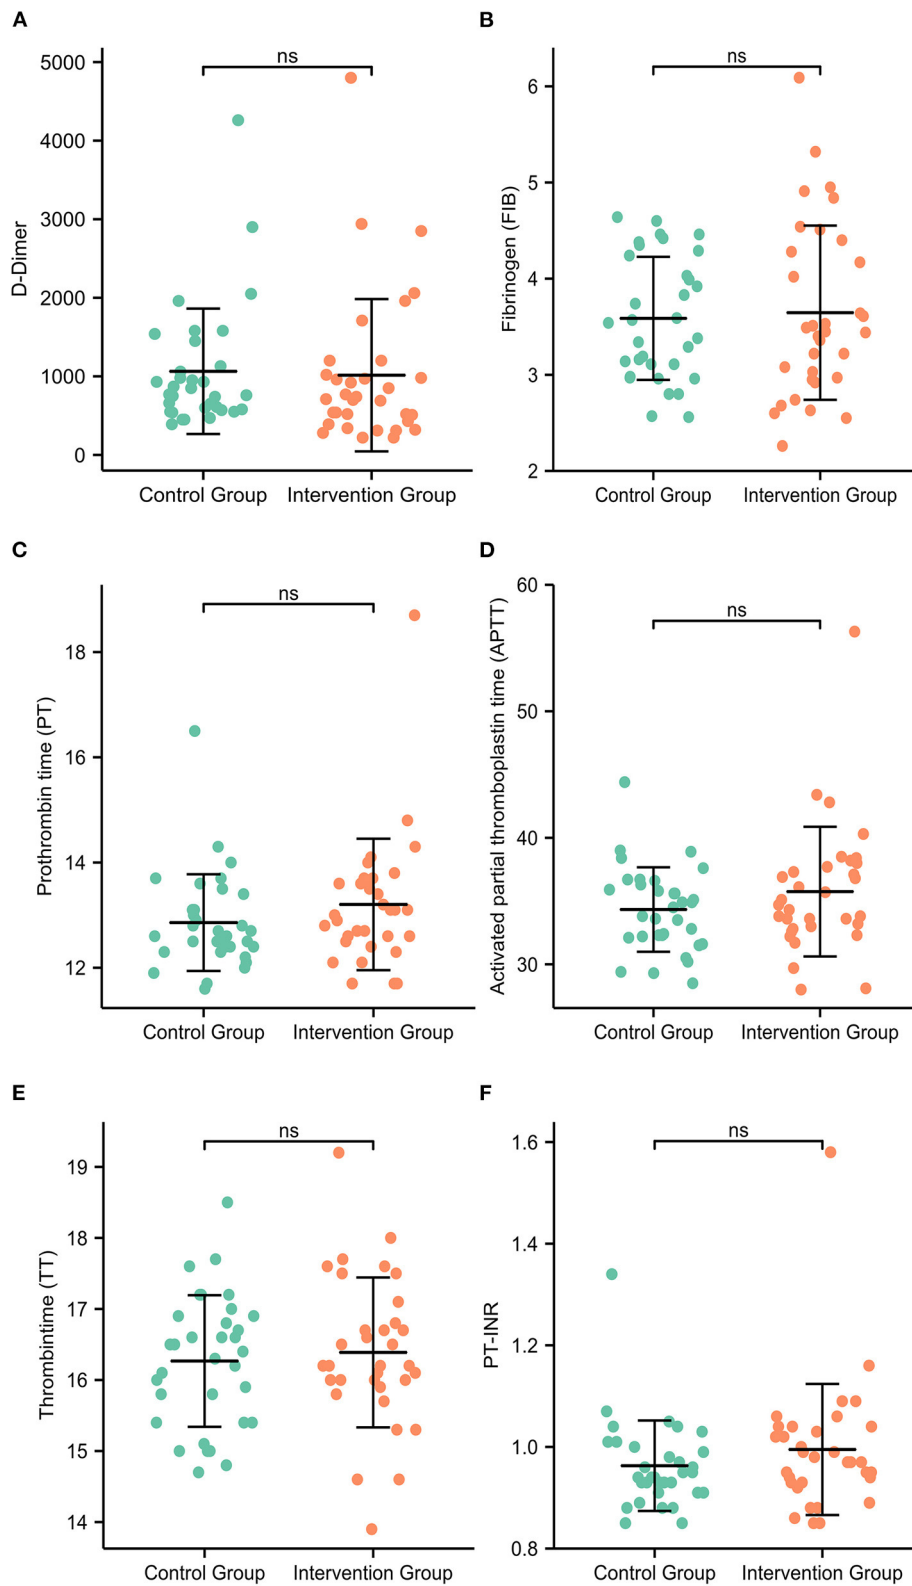 A
ns
5000
4000
3000
2000
1000
0
D-Dimer
Control Group
Intervention Group
B
ns
6
5
4
3
2
Fibrinogen (FIB)
Control Group
Intervention Group
C
ns
18
16
14
12
Prothrombin time (PT)
Control Group
Intervention Group
D
ns
60
50
40
30
Activated partial thromboplastin time (APTT)
Control Group
Intervention Group
E
ns
19
18
17
16
15
14
Thrombintime (TT)
Control Group
Intervention Group
F
ns
1.6
1.4
1.2
1.0
0.8
PT-INR
Control Group
Intervention Group